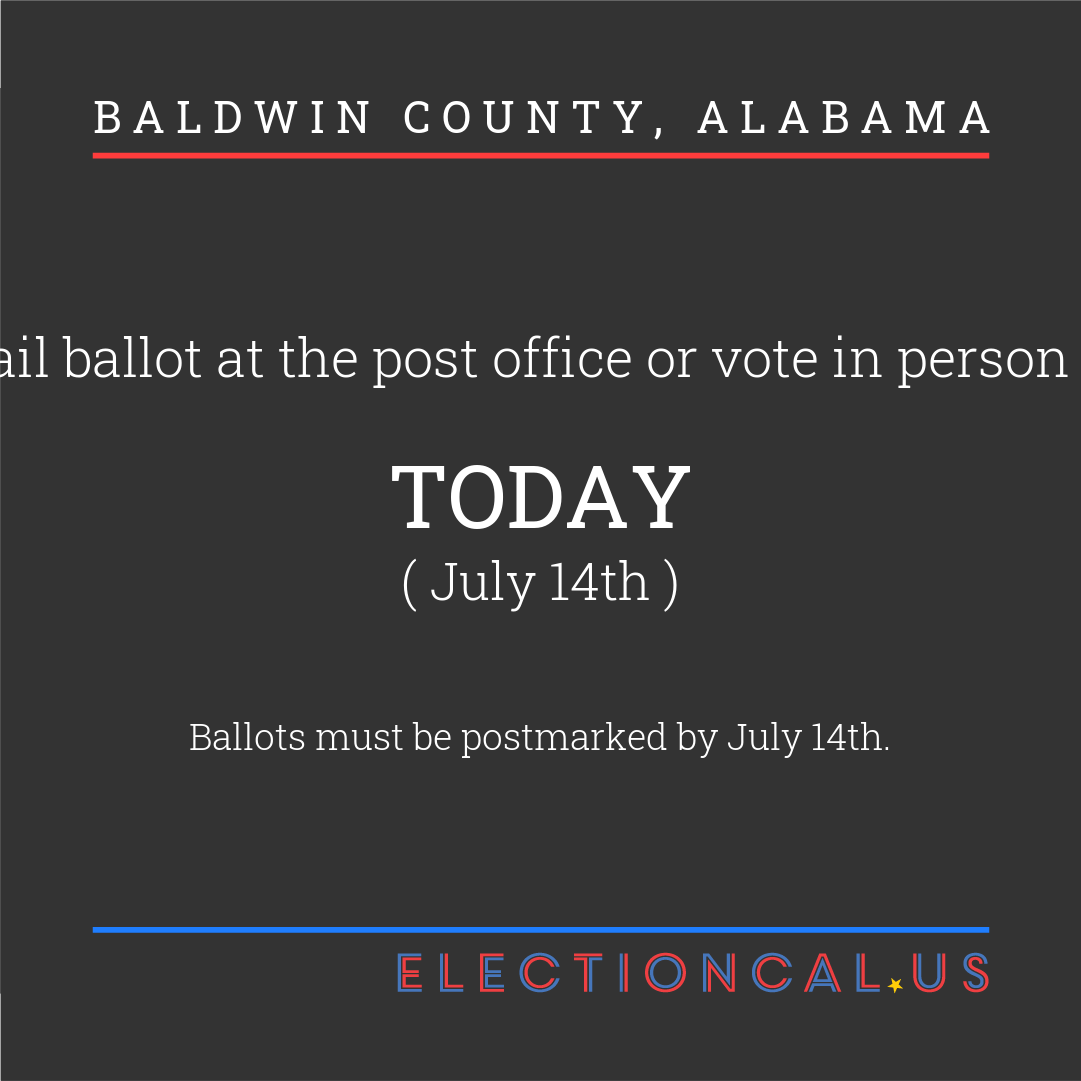 BALDWIN COUNTY, ALABAMA
ail ballot at the post office or vote in person
TODAY
( July 14th )
Ballots must be postmarked by July 14th.
ELECTIONCAL.US